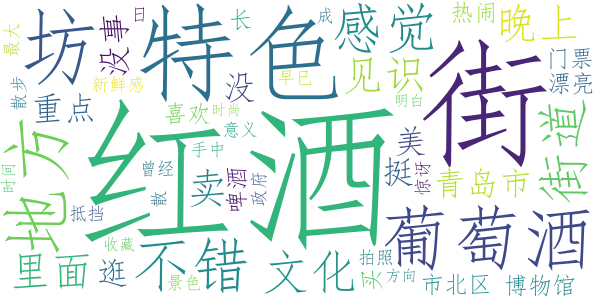 最大
没事
曰
长
特色
成
感觉
热闹
晚上
坊
没
早已
见识
门票
漂亮
散步
新鲜感
重点
喜欢
时尚
明白
街
地方
红酒
意义
手中
美
挺
惊讶
街道
时间
抵挡
曾经
散
卖
啤酒
政府
青岛市
葡萄酒
收藏
里面
逛
不错
景色
文化
拍照
买
方向
市北区
博物馆